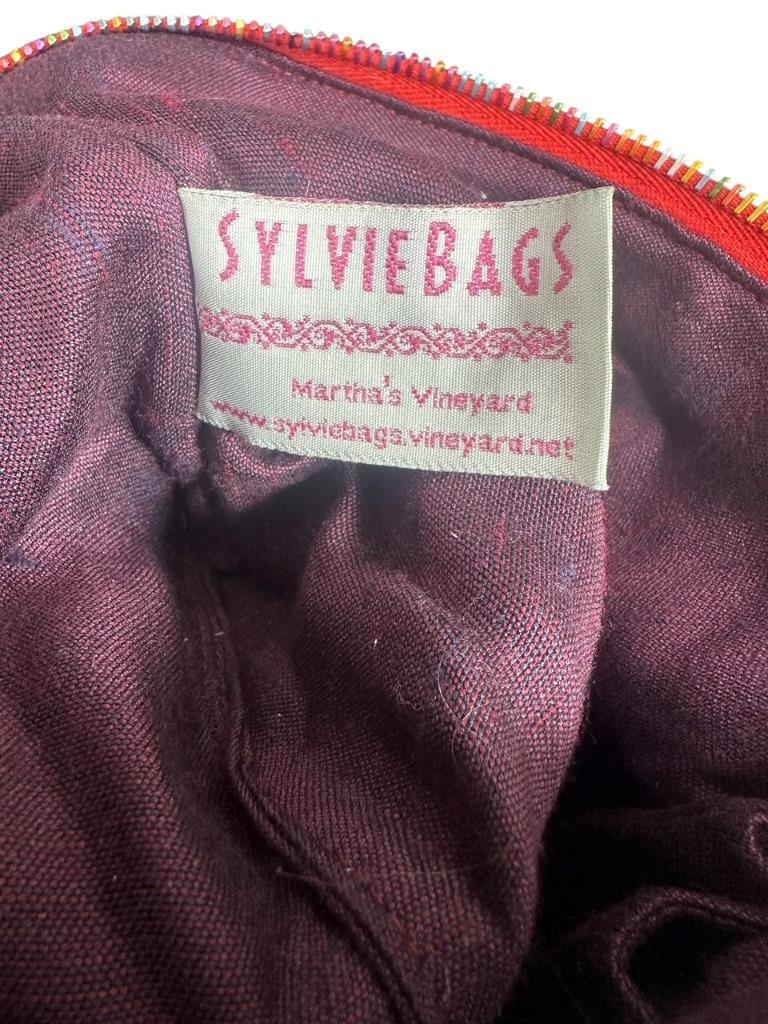 SYLVIEBAGS
Martha's Vineyard
www.sylviebags.vineyard.net